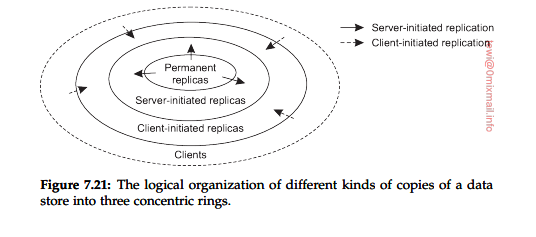 Server-initiated replication
Client-initiated replication
Permanent
replicas
Server-initiated replicas
Client-initiated replicas
Clients
Figure 7.21: The logical organization of different kinds of copies of a data
store into three concentric rings.